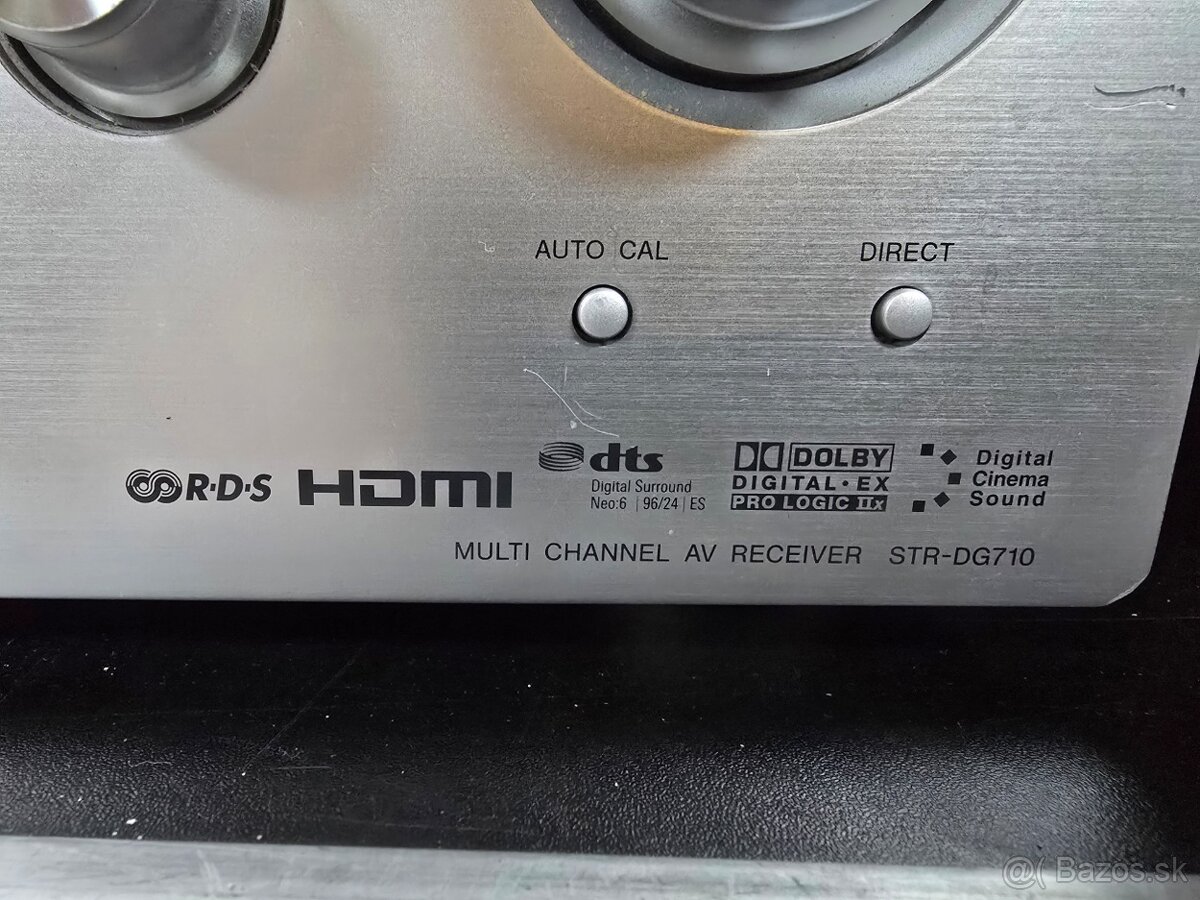 AUTO CAL
DIRECT
R·D·S
HDMI
dts
Digital Surround
Neo:6 | 96/24 | ES
DOLBY
DIGITAL·EX
PRO LOGIC IIx
Digital
Cinema
Sound
MULTI CHANNEL AV RECEIVER STR-DG710
@( Bazos.sk